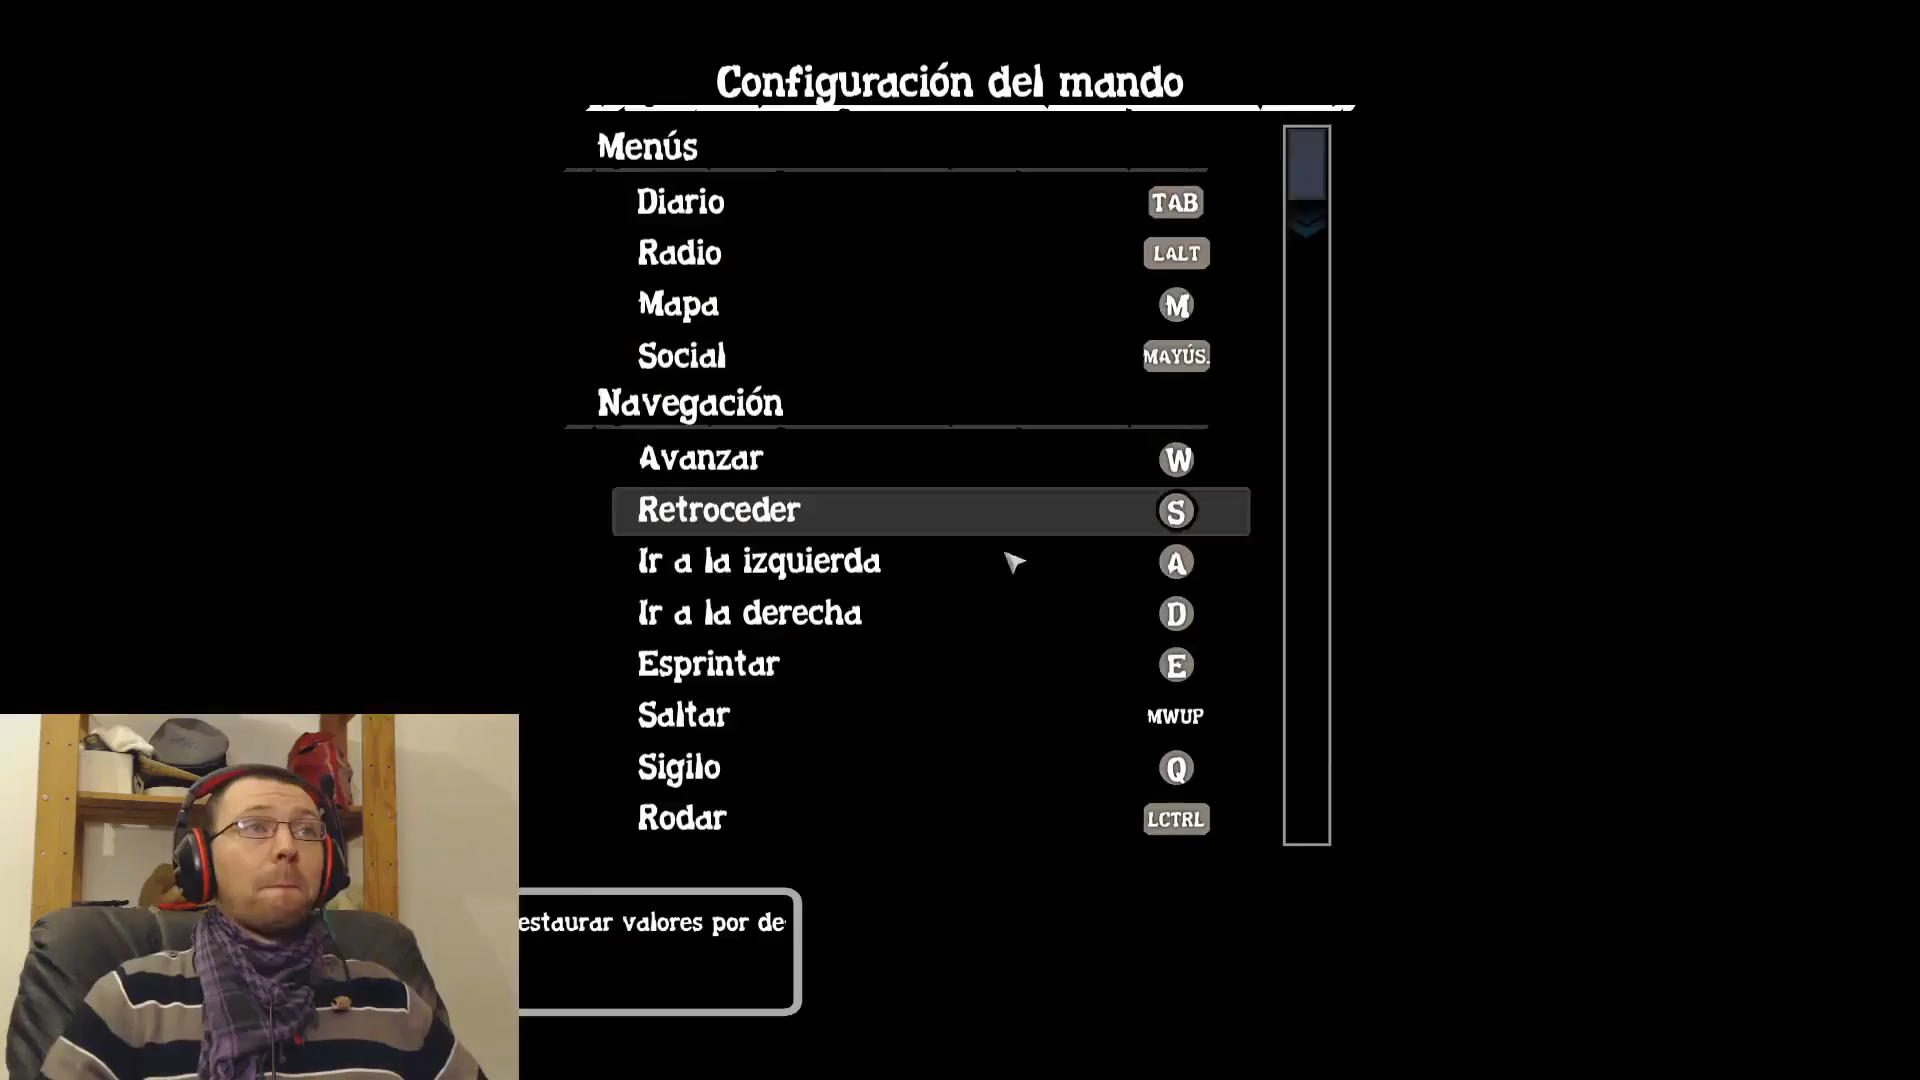 Configuración del mando
Menús
Diario TAB
Radio LALT
Mapa M
Social MAYÚS.
Navegación
Avanzar W
Retroceder S
Ir a la izquierda A
Ir a la derecha D
Esprintar E
Saltar MWUP
Sigilo Q
Rodar LCTRL
estaurar valores por de